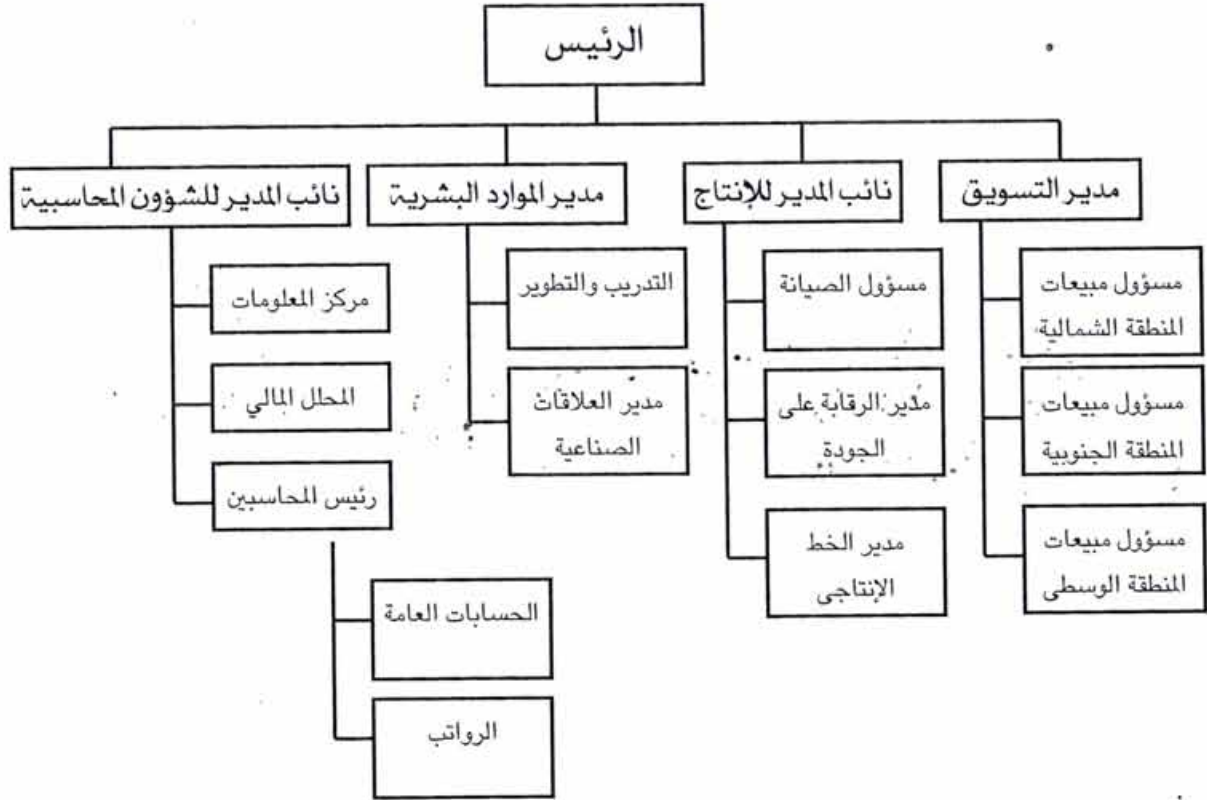 الرئيس
مدير التسويق
نائب المدير للإنتاج
مدير الموارد البشرية
نائب المدير للشؤون المحاسبية
مسؤول مبيعات
المنطقة الشمالية
مسؤول مبيعات
المنطقة الجنوبية
مسؤول مبيعات
المنطقة الوسطى
مسؤول الصيانة
مدير الرقابة على
الجودة
مدير الخط
الإنتاجى
التدريب والتطوير
مدير العلاقات
الصناعية
مركز المعلومات
المحلل المالي
رئيس المحاسبين
الحسابات العامة
الرواتب